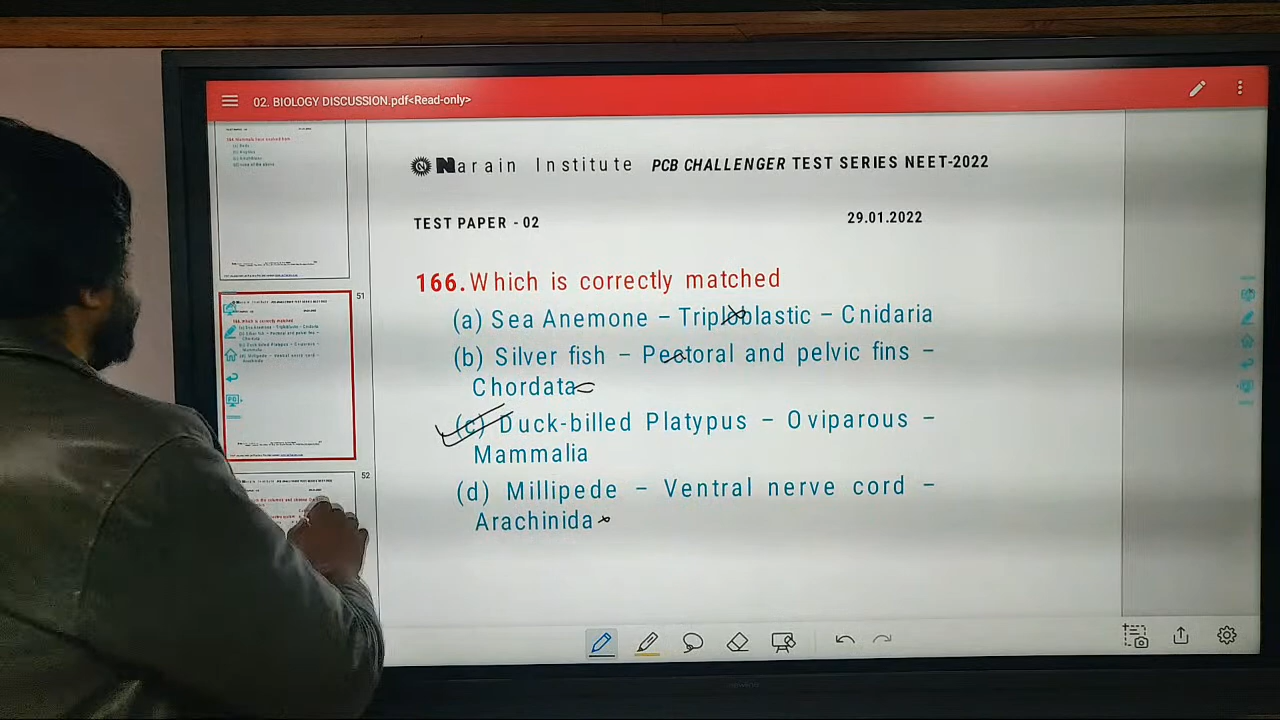 02. BIOLOGY DISCUSSION.pdf<Read-only>
Narain Institute PCB CHALLENGER TEST SERIES NEET-2022
TEST PAPER - 02 29.01.2022
166. Which is correctly matched
(a) Sea Anemone – Triploblastic – Cnidaria
(b) Silver fish – Pectoral and pelvic fins –
Chordata
(c) Duck-billed Platypus – Oviparous –
Mammalia
(d) Millipede – Ventral nerve cord –
Arachinida
51
52